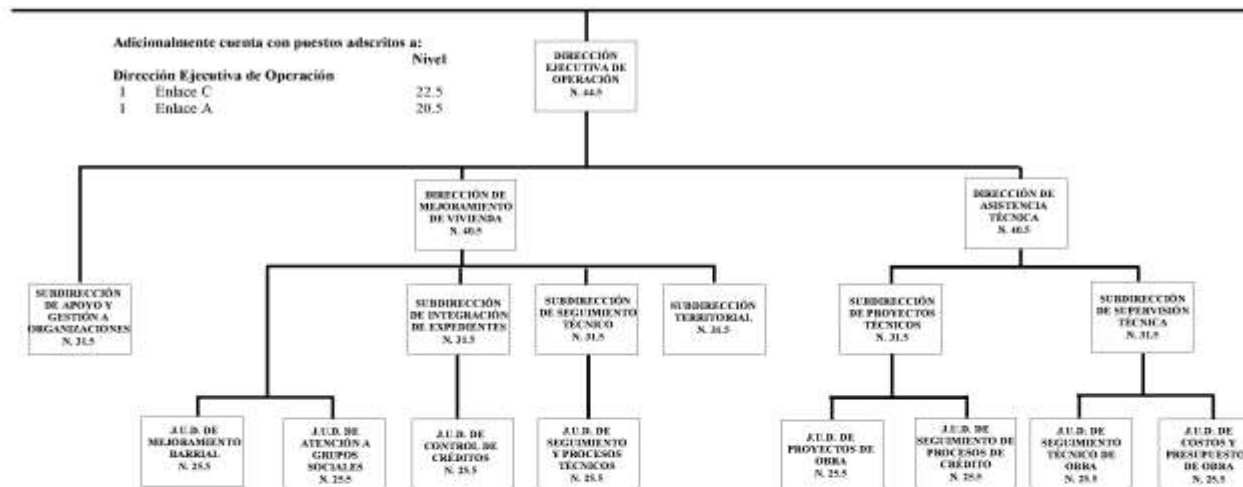 Adicionalmente cuenta con puestos adscritos a:
Nivel
Dirección Ejecutiva de Operación
1 Enlace C 22.5
1 Enlace A 20.5
DIRECCIÓN
EJECUTIVA DE
OPERACIÓN
N. 44.5
DIRECCIÓN DE
MEJORAMIENTO
DE VIVIENDA
N. 40.5
DIRECCIÓN DE
ASISTENCIA
TÉCNICA
N. 40.5
SUBDIRECCIÓN
DE APOYO Y
GESTIÓN A
ORGANIZACIONES
N. 31.5
SUBDIRECCIÓN
DE INTEGRACIÓN
DE EXPEDIENTES
N. 31.5
SUBDIRECCIÓN
DE SEGUIMIENTO
TÉCNICO
N. 31.5
SUBDIRECCIÓN
TERRITORIAL
N. 31.5
SUBDIRECCIÓN
DE PROYECTOS
TÉCNICOS
N. 31.5
SUBDIRECCIÓN
DE SUPERVISIÓN
TÉCNICA
N. 31.5
J.U.D. DE
MEJORAMIENTO
BARRIAL
N. 25.5
J.U.D. DE
ATENCIÓN A
GRUPOS
SOCIALES
N. 25.5
J.U.D. DE
CONTROL DE
CRÉDITOS
N. 25.5
J.U.D. DE
SEGUIMIENTO
Y PROCESOS
TÉCNICOS
N. 25.5
J.U.D. DE
PROYECTOS DE
OBRA
N. 25.5
J.U.D. DE
SEGUIMIENTO DE
PROCESOS DE
CRÉDITO
N. 25.5
J.U.D. DE
SEGUIMIENTO
TÉCNICO DE
OBRA
N. 25.5
J.U.D. DE
COSTOS Y
PRESUPUESTO
DE OBRA
N. 25.5